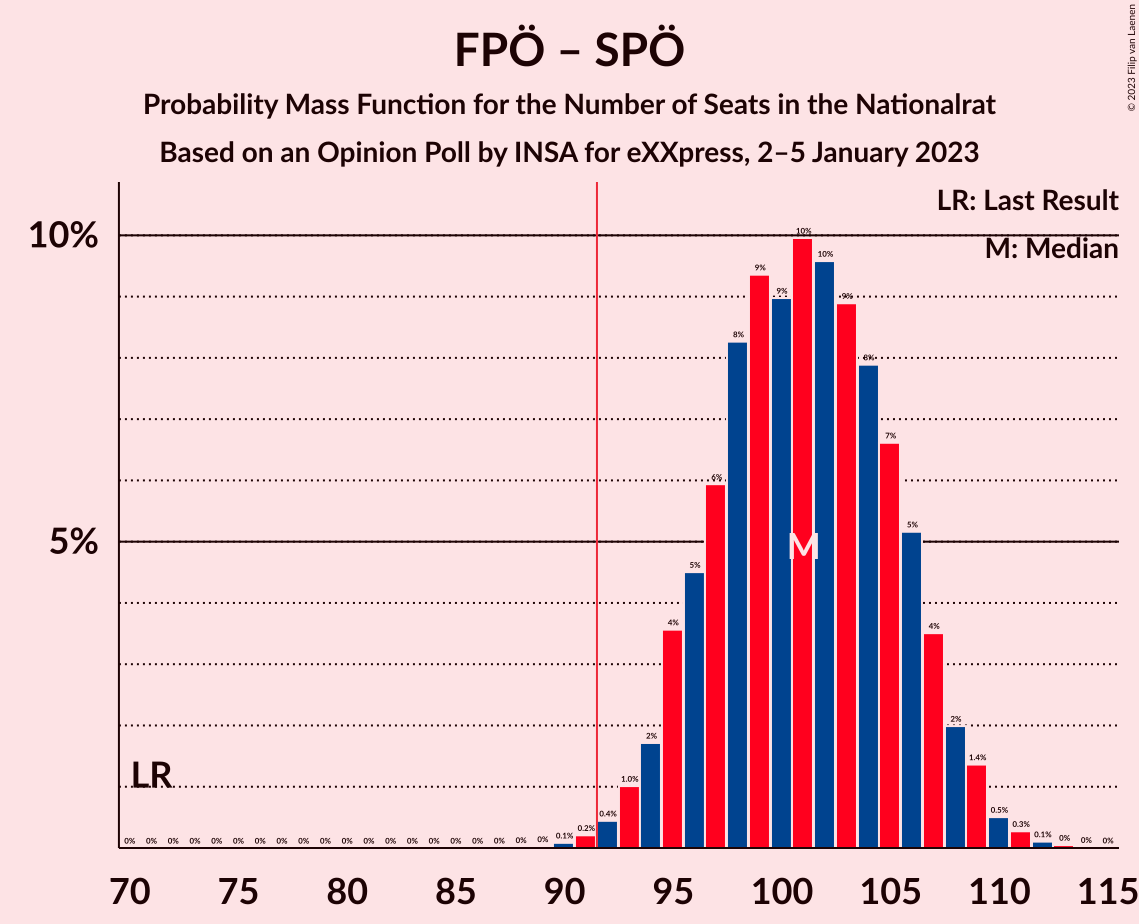 © 2023 Filip van Laenen
FPÖ – SPÖ
Probability Mass Function for the Number of Seats in the Nationalrat
Based on an Opinion Poll by INSA for eXXpress, 2–5 January 2023
LR: Last Result
M: Median
10%
5%
10%
10%
9%
9%
9%
8%
8%
7%
6%
5%
5%
4%
4%
2%
2%
1.4%
1.0%
0.5%
0.4%
0.3%
0.2%
0.1%
0.1%
M
LR
0% 0% 0% 0% 0% 0% 0% 0% 0% 0% 0% 0% 0% 0% 0% 0% 0% 0% 0% 0% 0% 0% 0%
70 75 80 85 90 95 100 105 110 115